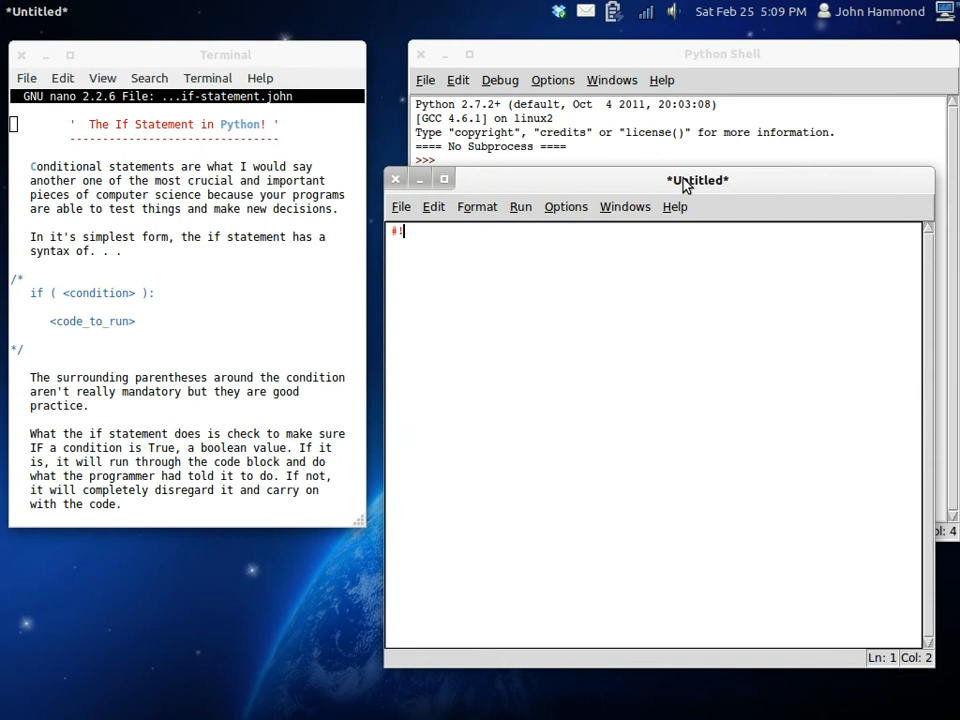 *Untitled*
Sat Feb 25 5:09 PM
John Hammond
Terminal
File Edit View Search Terminal Help
GNU nano 2.2.6 File: ...if-statement.john
' The If Statement in Python! '
------------------------------
Conditional statements are what I would say
another one of the most crucial and important
pieces of computer science because your programs
are able to test things and make new decisions.
In it's simplest form, the if statement has a
syntax of. . .
/*
if ( <condition> ):
<code_to_run>
*/
The surrounding parentheses around the condition
aren't really mandatory but they are good
practice.
What the if statement does is check to make sure
IF a condition is True, a boolean value. If it
is, it will run through the code block and do
what the programmer had told it to do. If not,
it will completely disregard it and carry on
with the code.
Python Shell
File Edit Debug Options Windows Help
Python 2.7.2+ (default, Oct  4 2011, 20:03:08)
[GCC 4.6.1] on linux2
Type "copyright", "credits" or "license()" for more information.
==== No Subprocess ====
>>>
*Untitled*
File Edit Format Run Options Windows Help
#!
Ln: 1 Col: 2
ol: 4